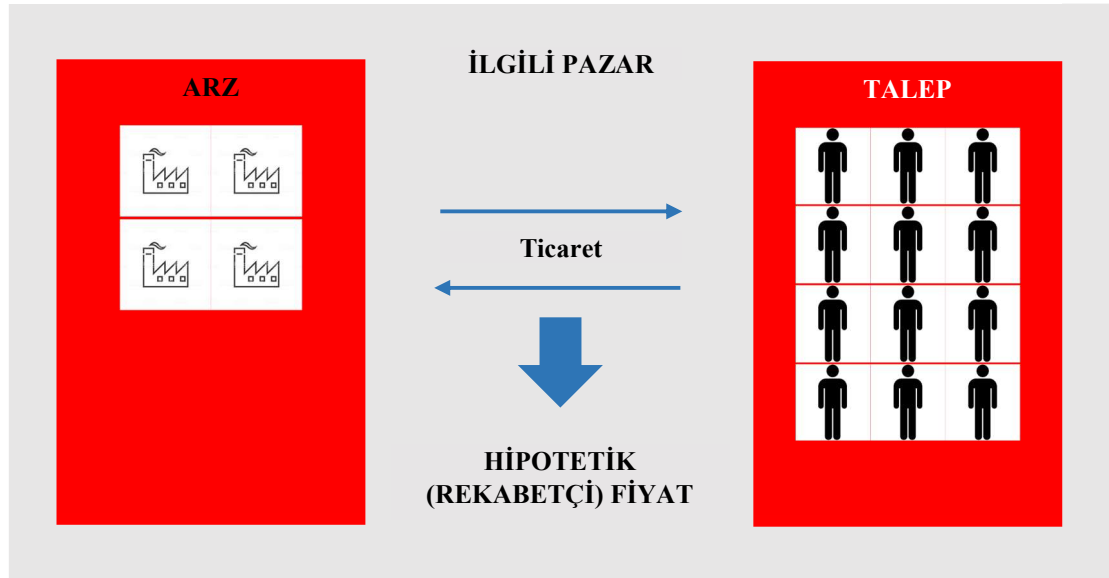 İLGİLİ PAZAR
ARZ
TALEP
Ticaret
HİPOTETİK
(REKABETÇİ) FİYAT